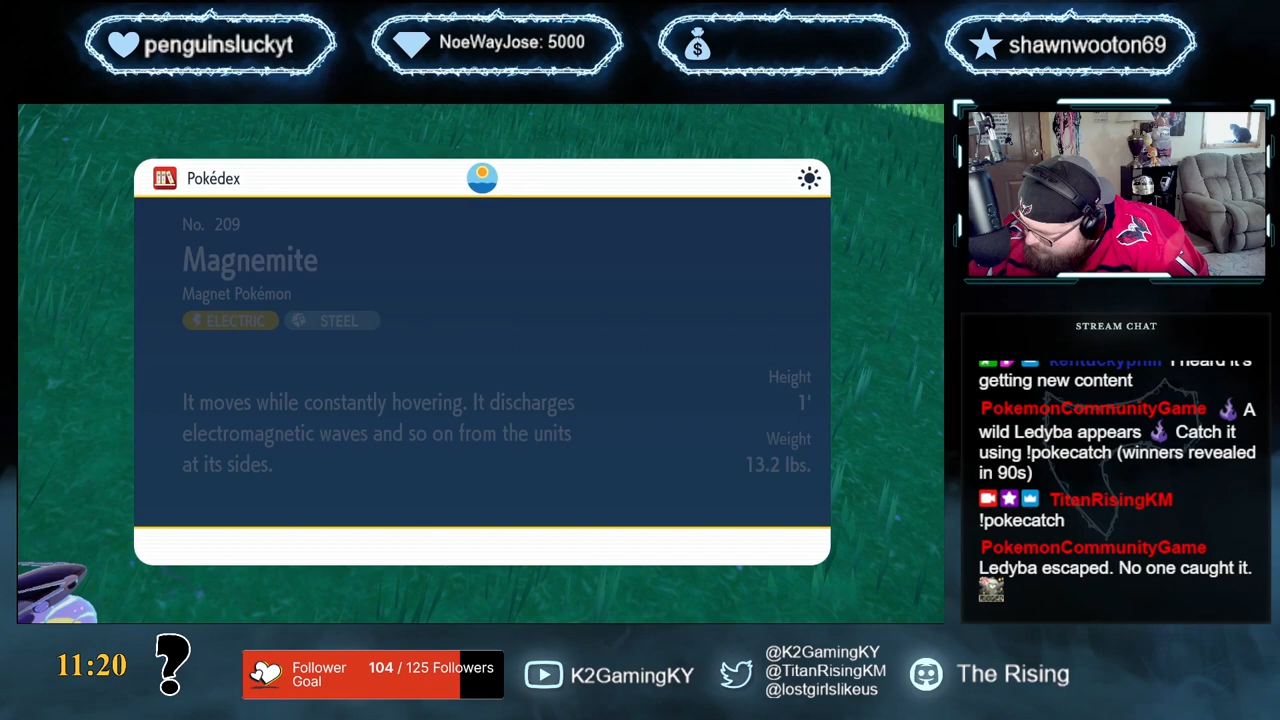 penguinsluckyt
NoeWayJose: 5000
shawnwooton69
Pokédex
No. 209
Magnemite
Magnet Pokémon
ELECTRIC STEEL
Height
1'
It moves while constantly hovering. It discharges
electromagnetic waves and so on from the units
at its sides.
Weight
13.2 lbs.
STREAM CHAT
kentuckyphill I heard it's
getting new content
PokemonCommunityGame A
wild Ledyba appears Catch it
using !pokecatch (winners revealed
in 90s)
TitanRisingKM
!pokecatch
PokemonCommunityGame
Ledyba escaped. No one caught it.
11:20
Follower
Goal
104 / 125 Followers
K2GamingKY
@K2GamingKY
@TitanRisingKM
@lostgirlslikeus
The Rising